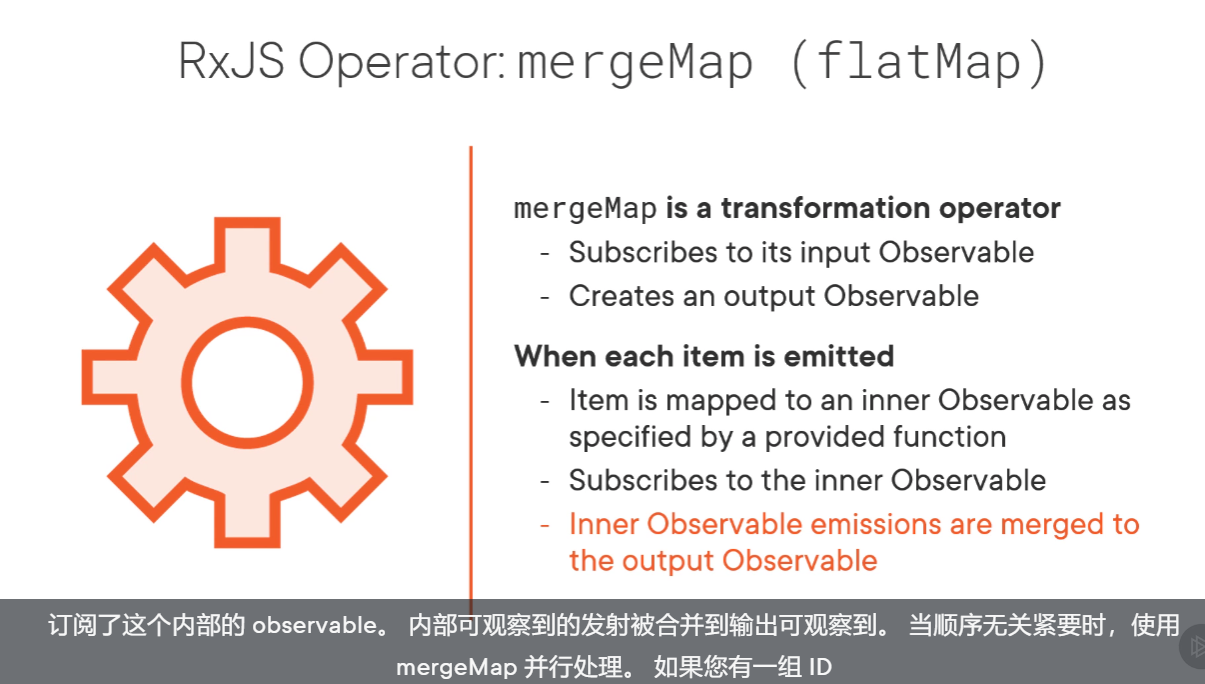 RxJS Operator: mergeMap (flatMap)
mergeMap is a transformation operator
- Subscribes to its input Observable
- Creates an output Observable
When each item is emitted
- Item is mapped to an inner Observable as
specified by a provided function
- Subscribes to the inner Observable
- Inner Observable emissions are merged to
the output Observable
订阅了这个内部的 observable。 内部可观察到的发射被合并到输出可观察到。 当顺序无关紧要时，使用
mergeMap 并行处理。 如果您有一组 ID